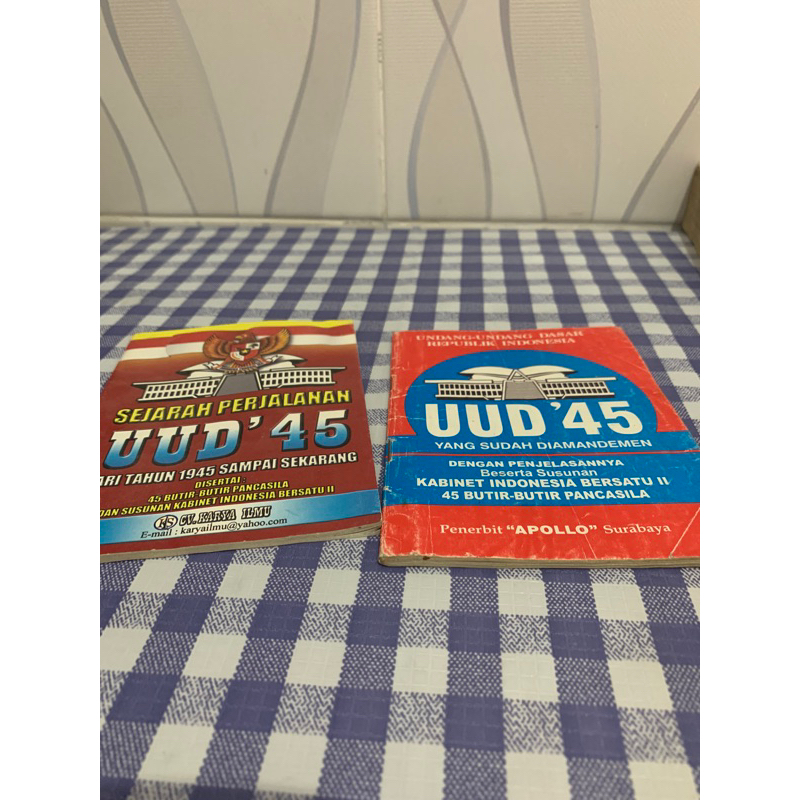 SEJARAH PERJALANAN
UUD'45
ARI TAHUN 1945 SAMPAI SEKARANG
DISERTAI :
45 BUTIR-BUTIR PANCASILA
DAN SUSUNAN KABINET INDONESIA BERSATU II
CV. KARYA ILMU
E-mail : karyailmu@yahoo.com
UNDANG-UNDANG DASAR
REPUBLIK INDONESIA
UUD '45
YANG SUDAH DIAMANDEMEN
DENGAN PENJELASANNYA
Beserta Susunan
KABINET INDONESIA BERSATU II
45 BUTIR-BUTIR PANCASILA
Penerbit "APOLLO" Surabaya